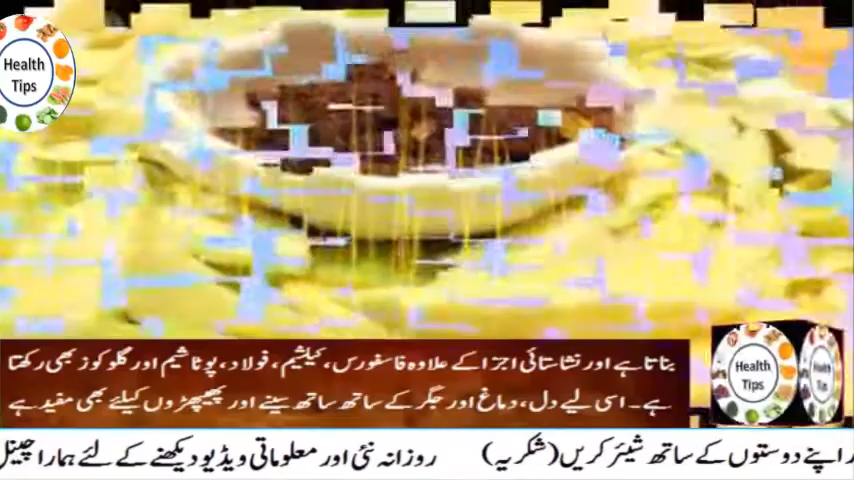 Health
Tips
بناتا ہے اور نشاستائی اجزا کے علاوہ فاسفورس، کیلشیم، فولاد، پوٹاشیم اور گلوکوز بھی رکھتا
ہے۔ اسی لیے دل، دماغ اور جگر کے ساتھ ساتھ سینے اور پھیپھڑوں کیلئے بھی مفید ہے
Health
Tips
اپنے دوستوں کے ساتھ شیئر کریں (شکریہ) روزانہ نئی اور معلوماتی ویڈیو دیکھنے کے لئے ہمارا چینل